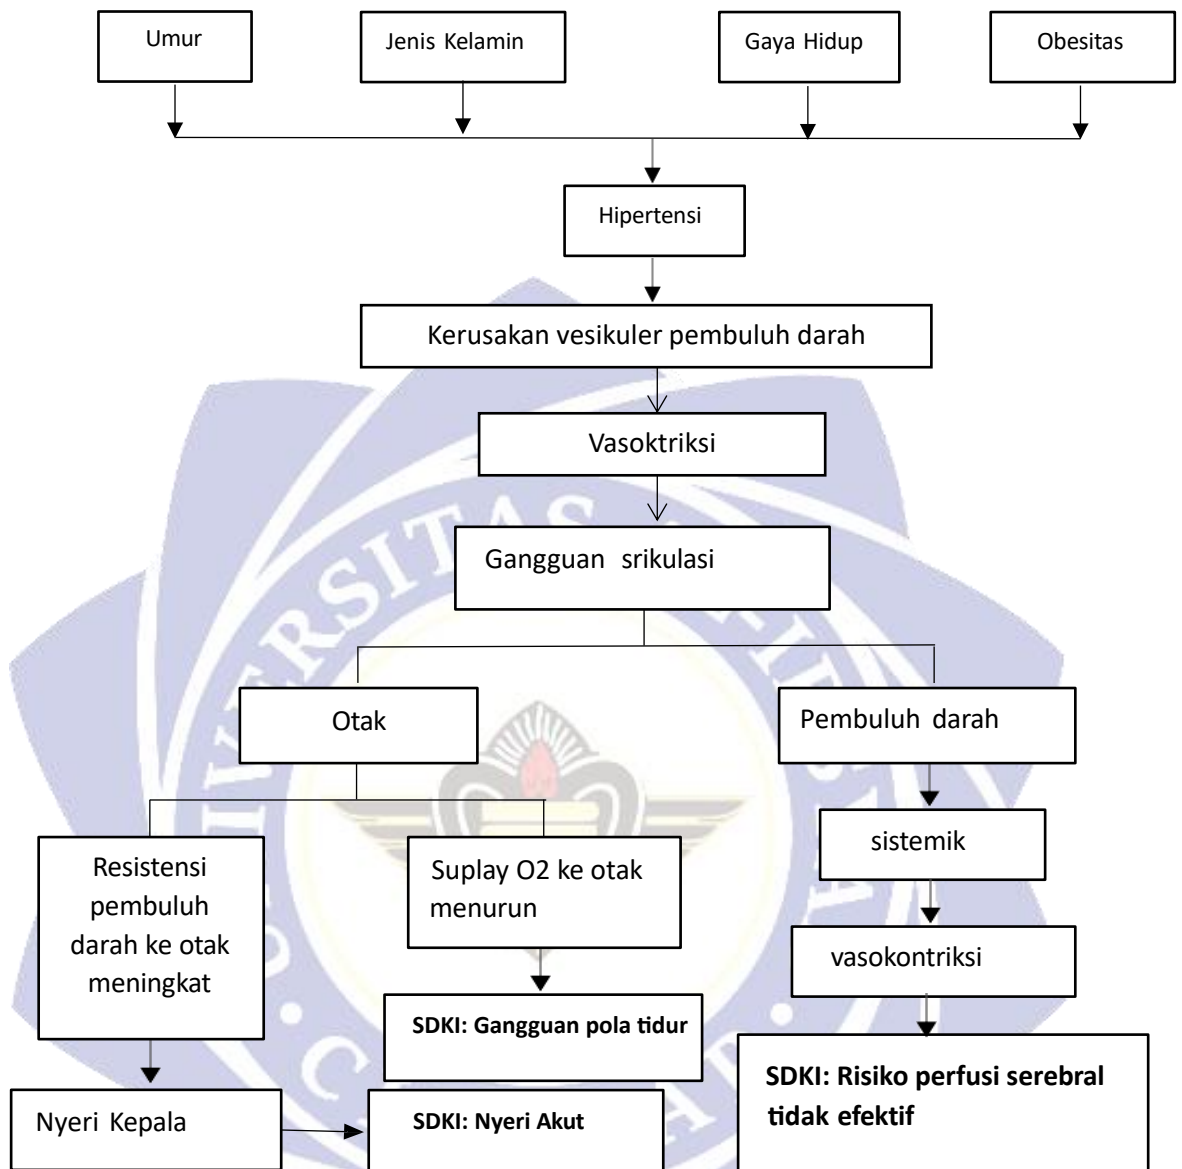 Umur
Jenis Kelamin
Gaya Hidup
Obesitas
Hipertensi
Kerusakan vesikuler pembuluh darah
Vasoktriksi
Gangguan srikulasi
Otak
Pembuluh darah
Resistensi
pembuluh
darah ke otak
meningkat
Suplay O2 ke otak
menurun
sistemik
vasokontriksi
SDKI: Gangguan pola tidur
SDKI: Risiko perfusi serebral
tidak efektif
Nyeri Kepala
SDKI: Nyeri Akut